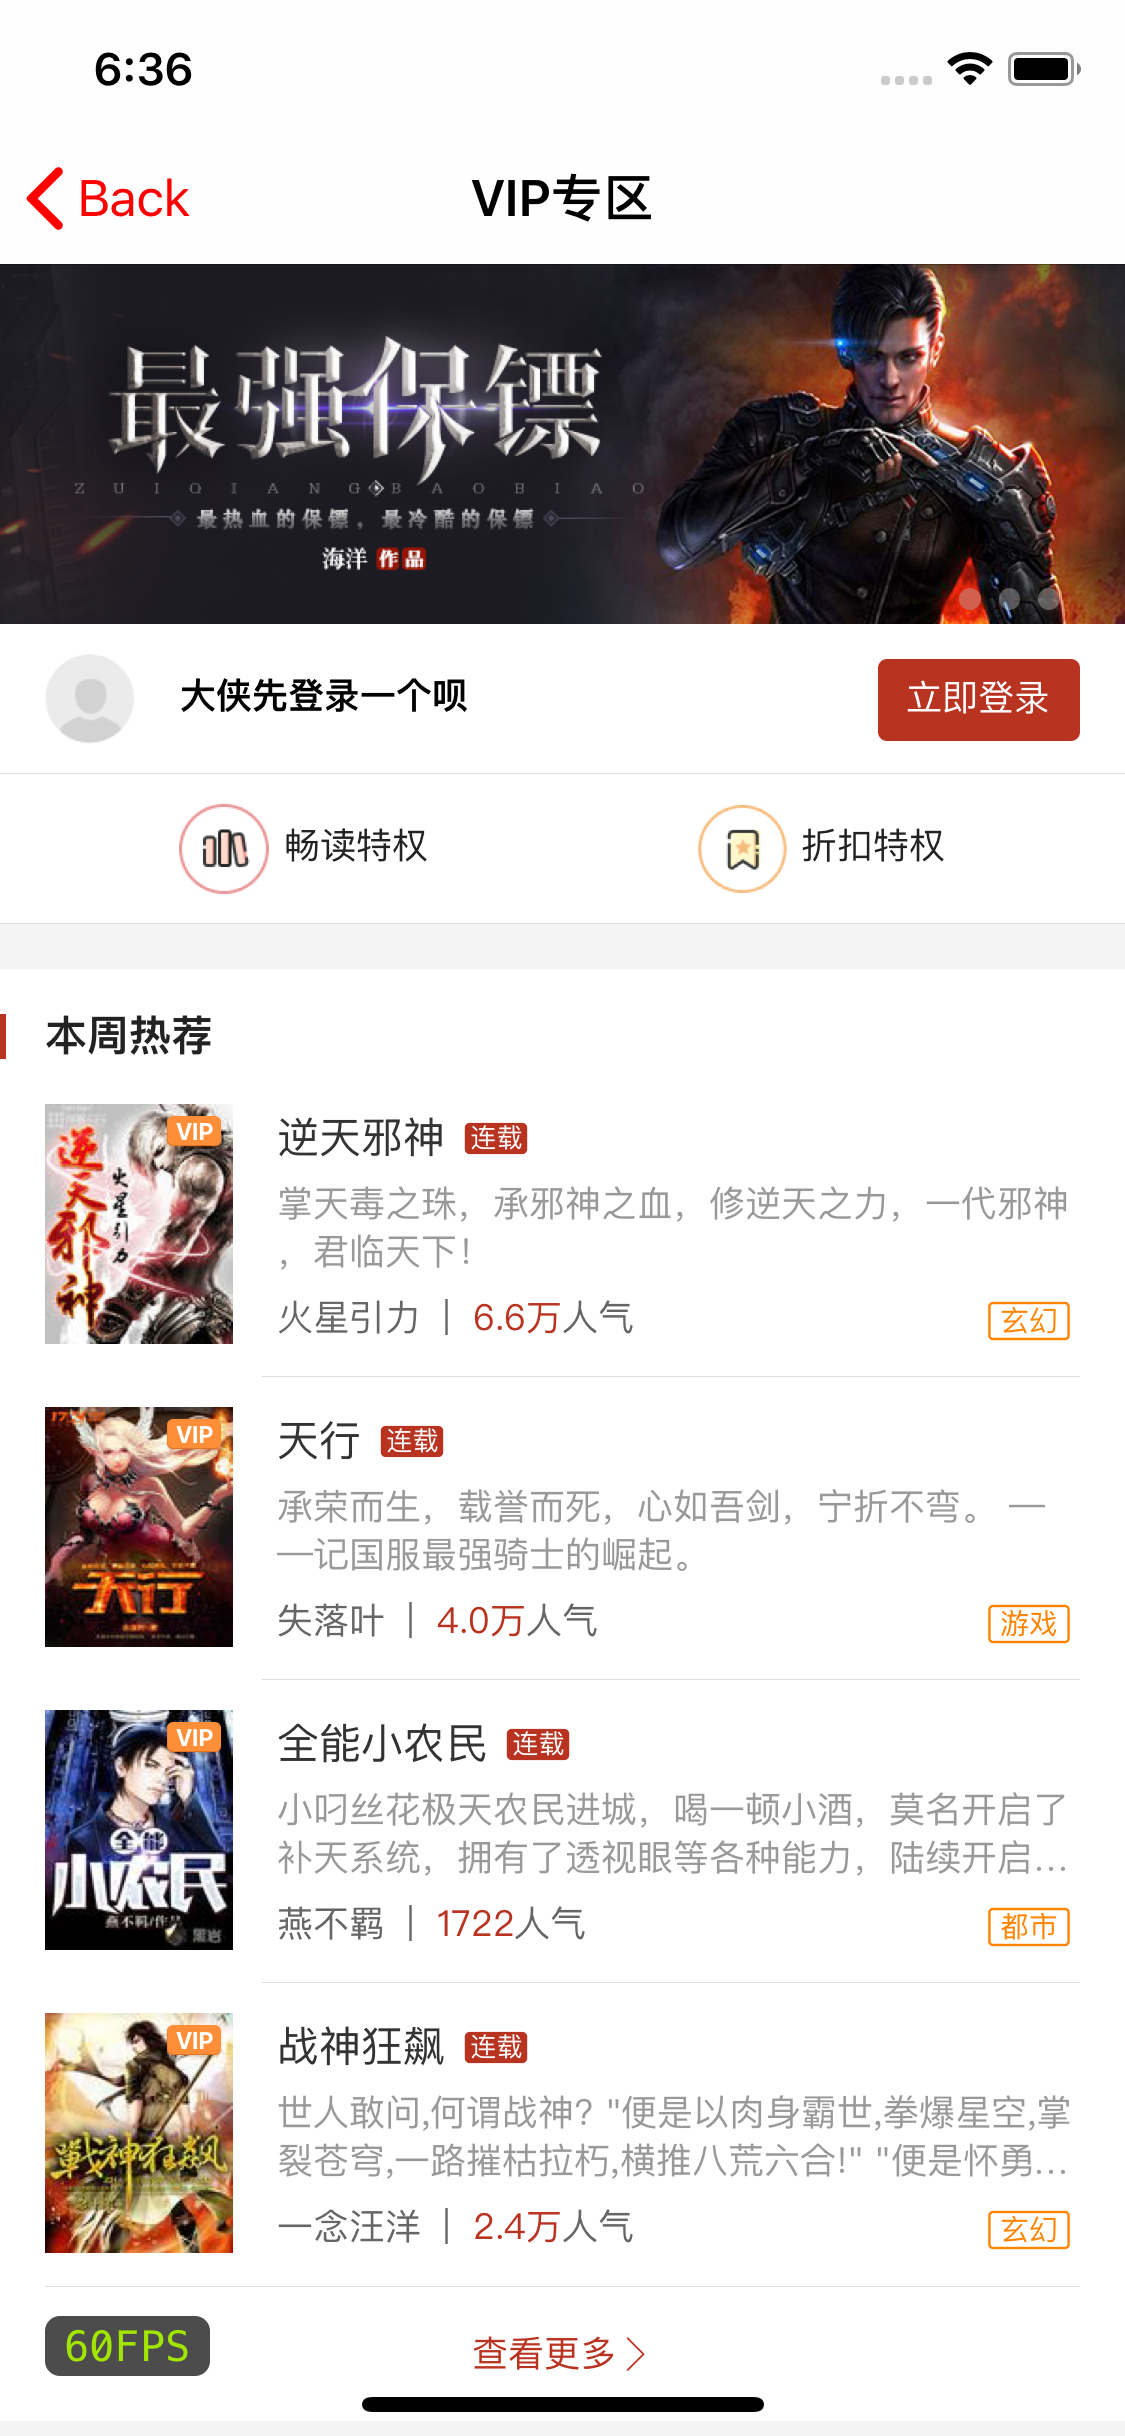 6:36
Back
VIP专区
最强保镖
ZUIQIANGBAOBIAO
最热血的保镖，最冷酷的保镖
海洋 作品
大侠先登录一个呗
立即登录
畅读特权
折扣特权
本周热荐
VIP
逆天邪神
火星引力
逆天邪神 连载
掌天毒之珠，承邪神之血，修逆天之力，一代邪神
，君临天下！
火星引力 | 6.6万人气
玄幻
VIP
天行
天行 连载
承荣而生，载誉而死，心如吾剑，宁折不弯。 —
—记国服最强骑士的崛起。
失落叶 | 4.0万人气
游戏
VIP
全能
小农民
燕不羁/作品
黑岩
全能小农民 连载
小叼丝花极天农民进城，喝一顿小酒，莫名开启了
补天系统，拥有了透视眼等各种能力，陆续开启...
燕不羁 | 1722人气
都市
VIP
戰神狂飙
战神狂飙 连载
世人敢问,何谓战神？"便是以肉身霸世,拳爆星空,掌
裂苍穹,一路摧枯拉朽,横推八荒六合!" "便是怀勇...
一念汪洋 | 2.4万人气
玄幻
60FPS
查看更多